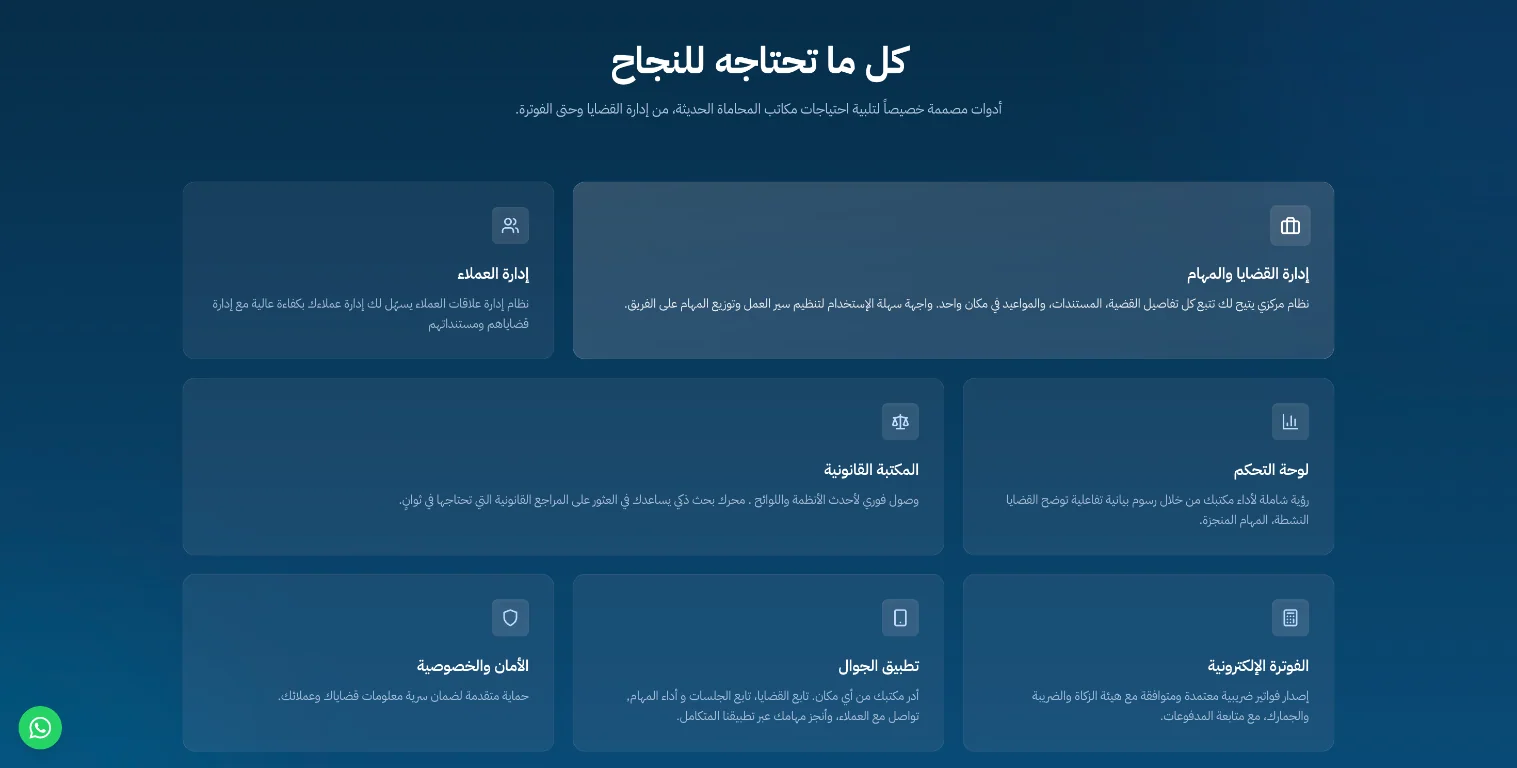 كل ما تحتاجه للنجاح
أدوات مصممة خصيصاً لتلبية احتياجات مكاتب المحاماة الحديثة، من إدارة القضايا وحتى الفوترة.
إدارة القضايا والمهام
نظام مركزي يتيح لك تتبع كل تفاصيل القضية، المستندات، والمواعيد في مكان واحد. واجهة سهلة الإستخدام لتنظيم سير العمل وتوزيع المهام على الفريق.
إدارة العملاء
نظام إدارة علاقات العملاء يسهّل لك إدارة عملاءك بكفاءة عالية مع إدارة
قضاياهم ومستنداتهم
لوحة التحكم
رؤية شاملة لأداء مكتبك من خلال رسوم بيانية تفاعلية توضح القضايا
النشطة، المهام المنجزة.
المكتبة القانونية
وصول فوري لأحدث الأنظمة واللوائح . محرك بحث ذكي يساعدك في العثور على المراجع القانونية التي تحتاجها في ثوانٍ.
الفوترة الإلكترونية
إصدار فواتير ضريبية معتمدة ومتوافقة مع هيئة الزكاة والضريبة
والجمارك، مع متابعة المدفوعات.
تطبيق الجوال
أدر مكتبك من أي مكان. تابع القضايا، تابع الجلسات و أداء المهام,
تواصل مع العملاء، وأنجز مهامك عبر تطبيقنا المتكامل.
الأمان والخصوصية
حماية متقدمة لضمان سرية معلومات قضاياك وعملائك.